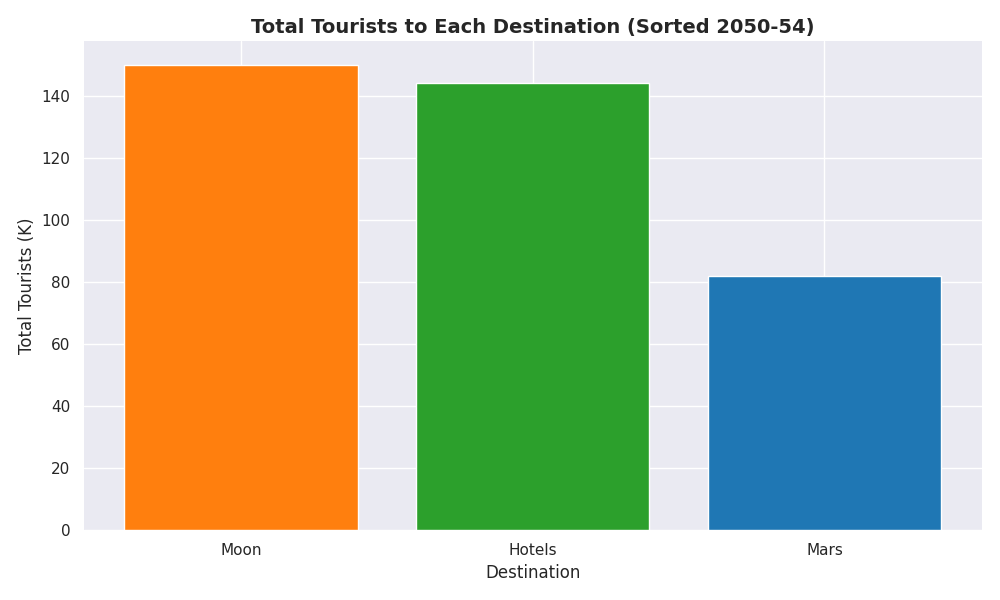 Total Tourists to Each Destination (Sorted 2050-54)
Total Tourists (K)
140
120
100
80
60
40
20
0
Moon Hotels Mars
Destination